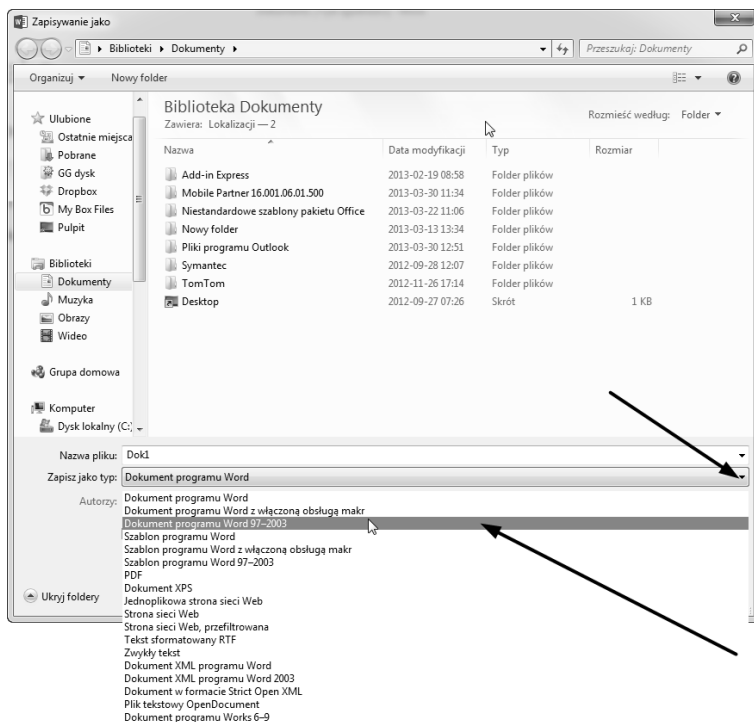 Zapisywanie jako
Biblioteki Dokumenty
Przeszukaj: Dokumenty
Organizuj Nowy folder
Ulubione
Ostatnie miejsca
Pobrane
GG dysk
Dropbox
My Box Files
Pulpit
Biblioteki
Dokumenty
Muzyka
Obrazy
Wideo
Grupa domowa
Komputer
Dysk lokalny (C:)
Biblioteka Dokumenty
Zawiera: Lokalizacji — 2
Rozmieść według: Folder
Nazwa Data modyfikacji Typ Rozmiar
Add-in Express 2013-02-19 08:58 Folder plików
Mobile Partner 16.001.06.01.500 2013-03-30 11:34 Folder plików
Niestandardowe szablony pakietu Office 2013-03-22 11:06 Folder plików
Nowy folder 2013-03-13 13:34 Folder plików
Pliki programu Outlook 2013-03-30 12:51 Folder plików
Symantec 2012-09-28 12:07 Folder plików
TomTom 2012-11-26 17:14 Folder plików
Desktop 2012-09-27 07:26 Skrót 1 KB
Nazwa pliku: Dok1
Zapisz jako typ: Dokument programu Word
Autorzy:
Dokument programu Word
Dokument programu Word z włączoną obsługą makr
Dokument programu Word 97–2003
Szablon programu Word
Szablon programu Word z włączoną obsługą makr
Szablon programu Word 97–2003
PDF
Dokument XPS
Jednoplikowa strona sieci Web
Strona sieci Web
Strona sieci Web, przefiltrowana
Tekst sformatowany RTF
Zwykły tekst
Dokument XML programu Word
Dokument XML programu Word 2003
Dokument w formacie Strict Open XML
Plik tekstowy OpenDocument
Dokument programu Works 6–9
Ukryj foldery